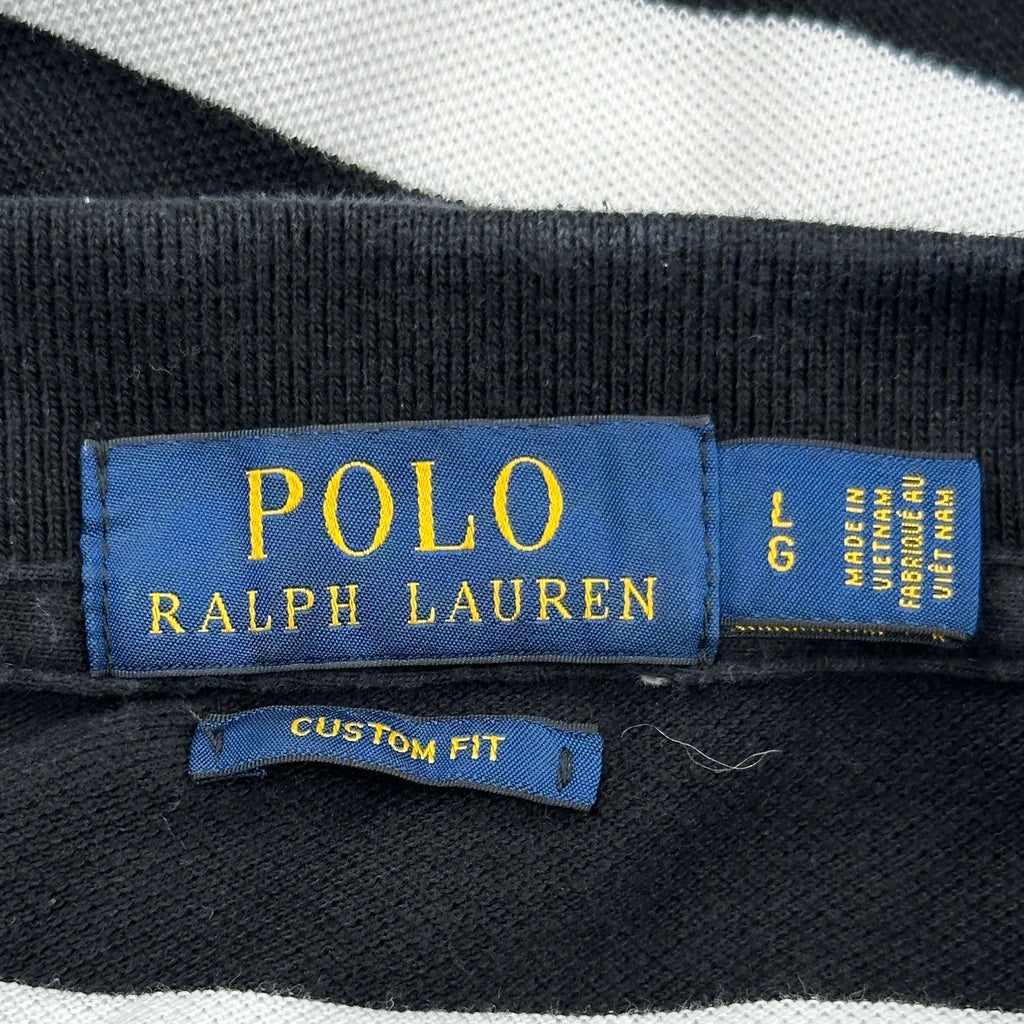 POLO
RALPH LAUREN
L
G
MADE IN
VIETNAM
FABRIQUÉ AU
VIÊT NAM
CUSTOM FIT